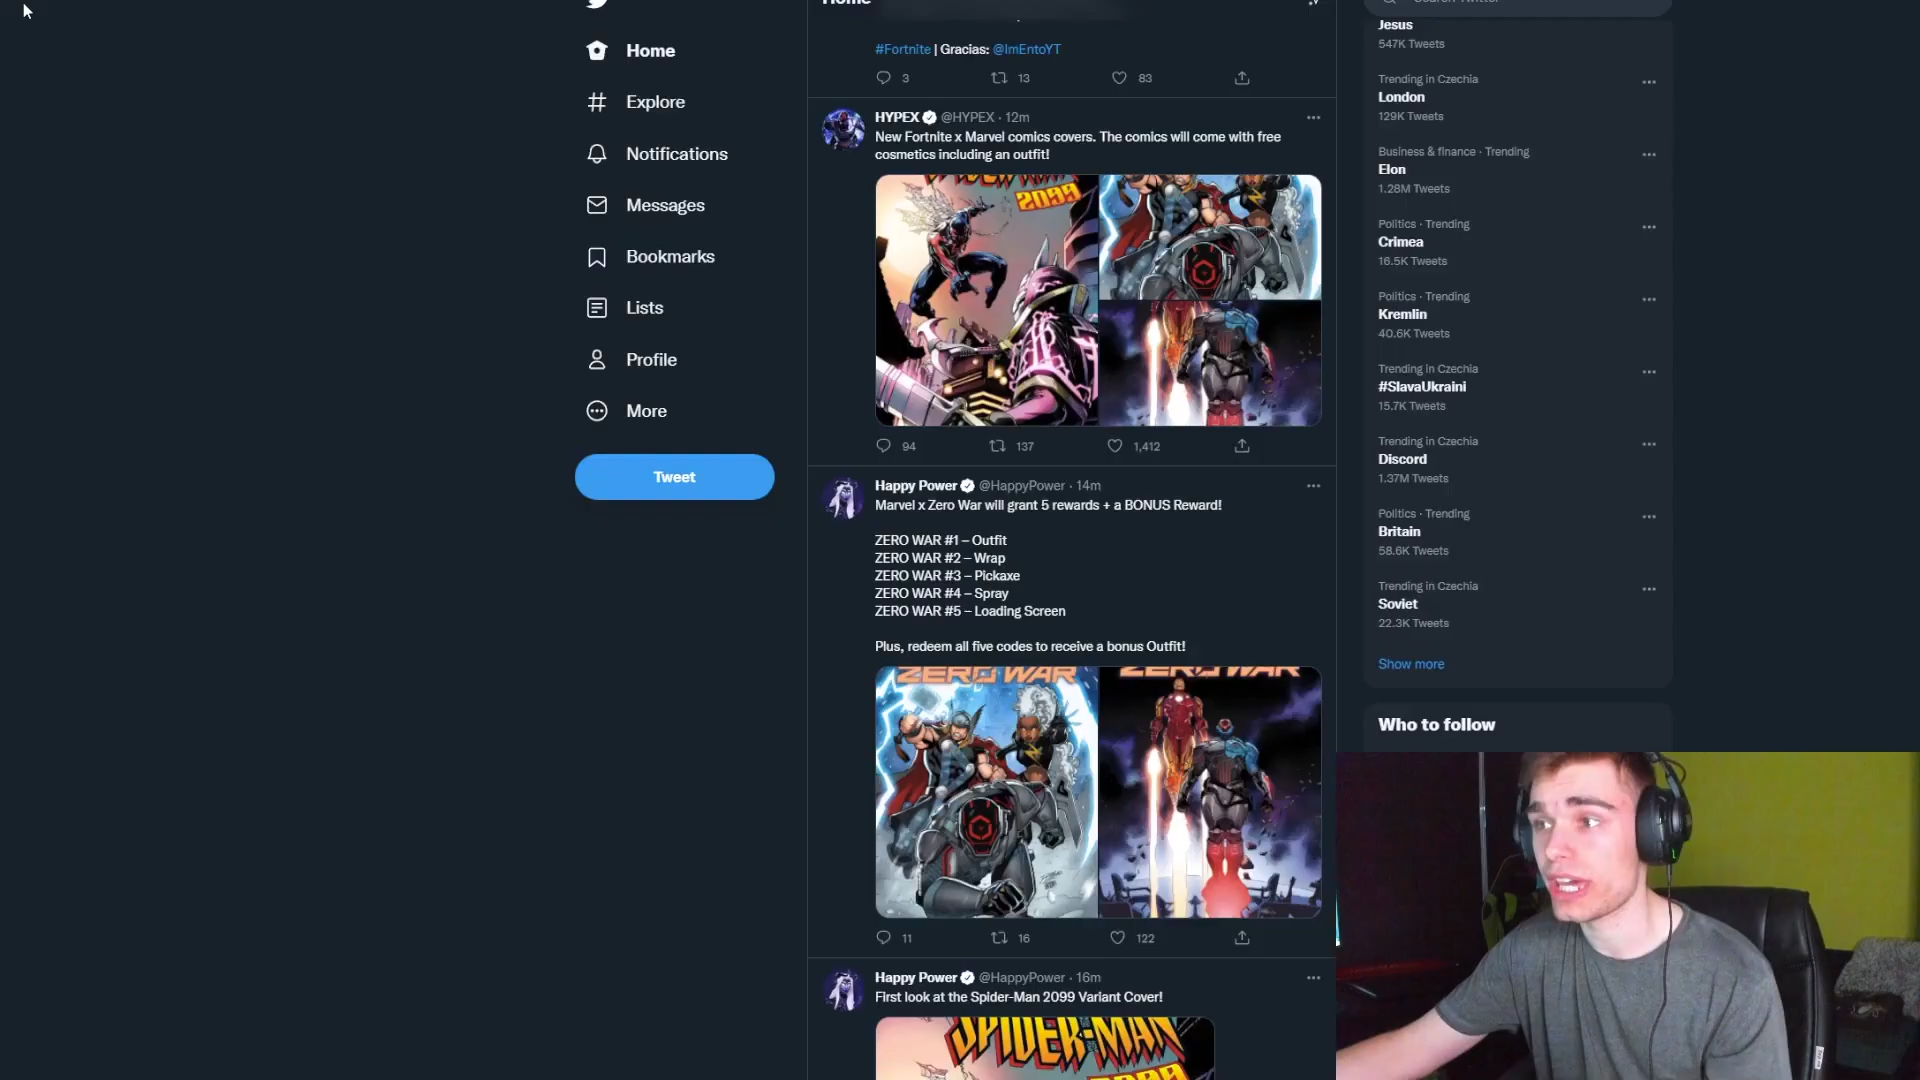 Home
Explore
Notifications
Messages
Bookmarks
Lists
Profile
More
Tweet
Home
#Fortnite | Gracias: @ImEntoYT
3 13 83
HYPEX @HYPEX · 12m
New Fortnite x Marvel comics covers. The comics will come with free
cosmetics including an outfit!
2099
94 137 1,412
Happy Power @HappyPower · 14m
Marvel x Zero War will grant 5 rewards + a BONUS Reward!
ZERO WAR #1 – Outfit
ZERO WAR #2 – Wrap
ZERO WAR #3 – Pickaxe
ZERO WAR #4 – Spray
ZERO WAR #5 – Loading Screen
Plus, redeem all five codes to receive a bonus Outfit!
ZERO WAR
ZERO WAR
11 16 122
Happy Power @HappyPower · 16m
First look at the Spider-Man 2099 Variant Cover!
SPIDER-MAN
2099
Search Twitter
Jesus
547K Tweets
Trending in Czechia
London
129K Tweets
Business & finance · Trending
Elon
1.28M Tweets
Politics · Trending
Crimea
16.5K Tweets
Politics · Trending
Kremlin
40.6K Tweets
Trending in Czechia
#SlavaUkraini
15.7K Tweets
Trending in Czechia
Discord
1.37M Tweets
Politics · Trending
Britain
58.6K Tweets
Trending in Czechia
Soviet
22.3K Tweets
Show more
Who to follow